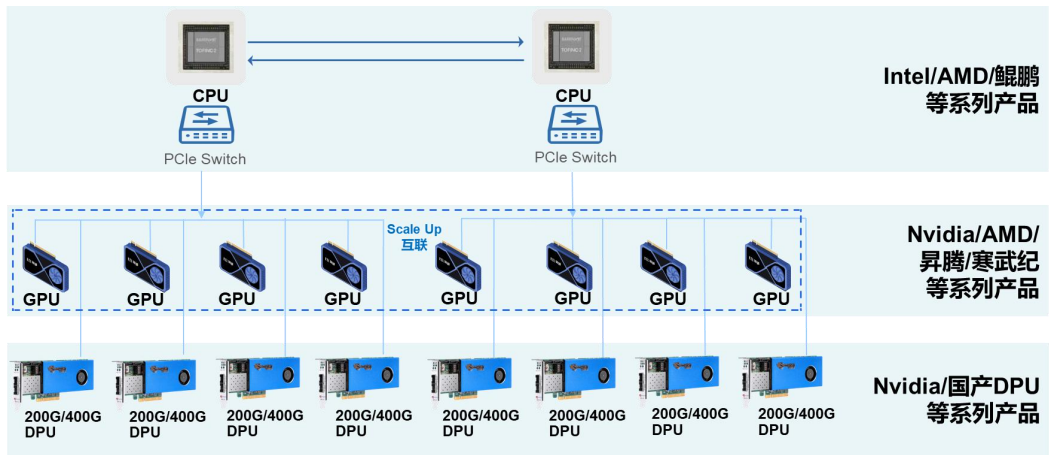 CPU
CPU
PCIe Switch
PCIe Switch
Intel/AMD/鲲鹏
等系列产品
Scale Up
互联
GPU
GPU
GPU
GPU
GPU
GPU
GPU
GPU
Nvidia/AMD/
昇腾/寒武纪
等系列产品
200G/400G
DPU
200G/400G
DPU
200G/400G
DPU
200G/400G
DPU
200G/400G
DPU
200G/400G
DPU
200G/400G
DPU
200G/400G
DPU
Nvidia/国产DPU
等系列产品